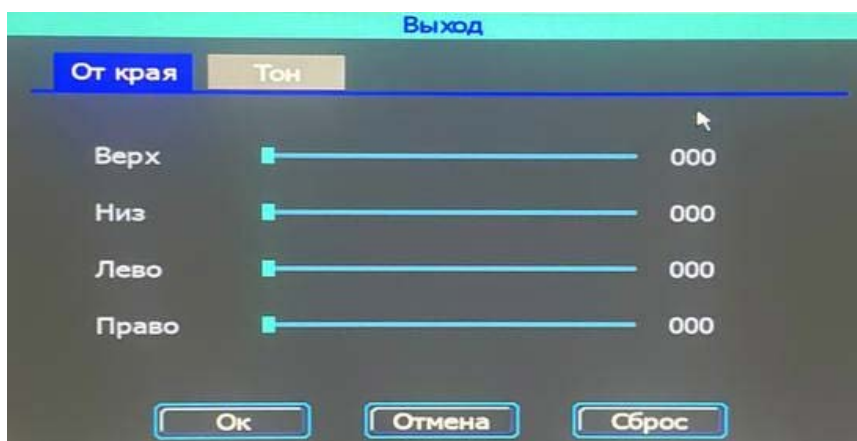 Выход
От края Тон
Верх 000
Низ 000
Лево 000
Право 000
Ок Отмена Сброс